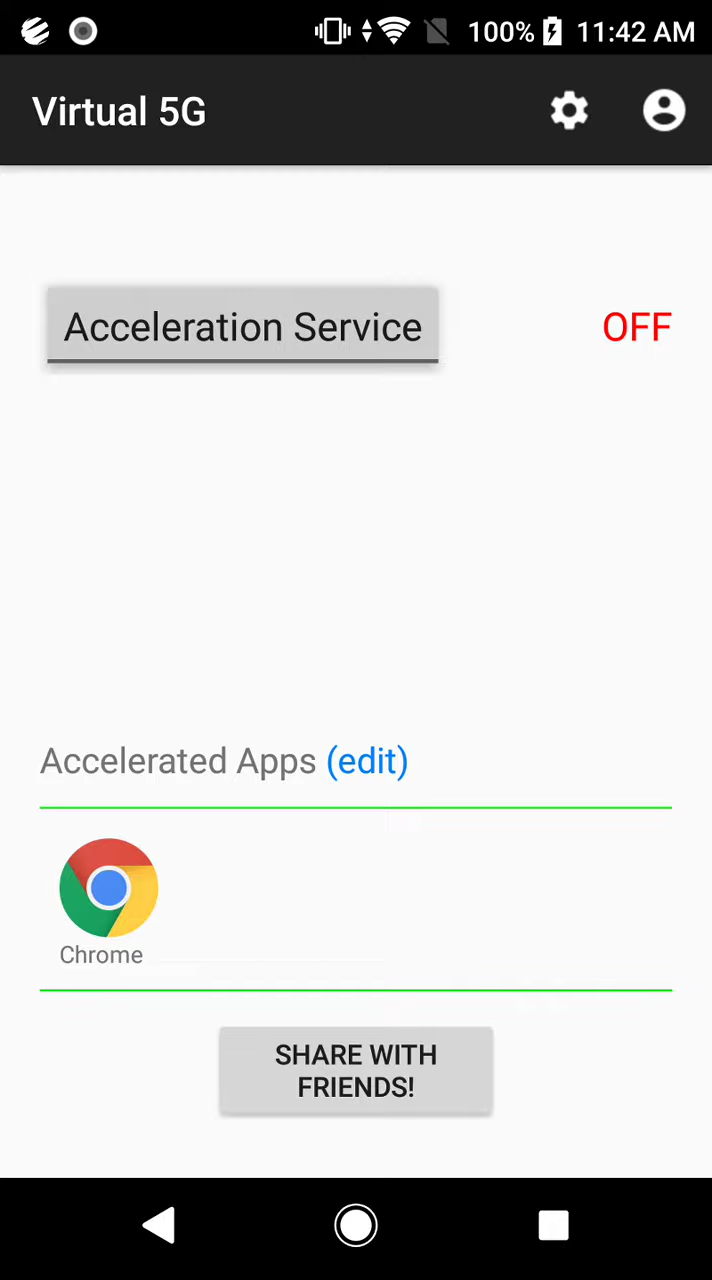 100% 11:42 AM
Virtual 5G
Acceleration Service OFF
Accelerated Apps (edit)
Chrome
SHARE WITH
FRIENDS!